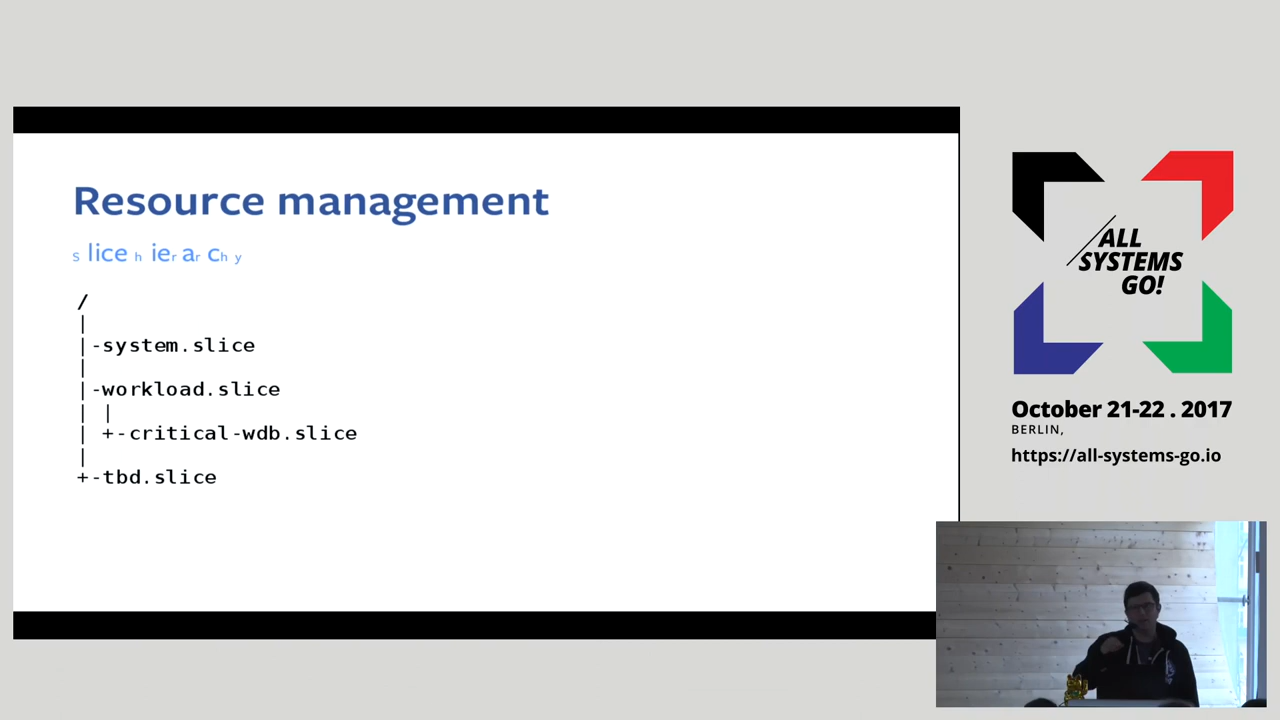 Resource management
slice hierarchy
/
|
|-system.slice
|
|-workload.slice
| |
| +-critical-wdb.slice
|
+-tbd.slice
ALL
SYSTEMS
GO!
October 21-22 . 2017
BERLIN,
https://all-systems-go.io